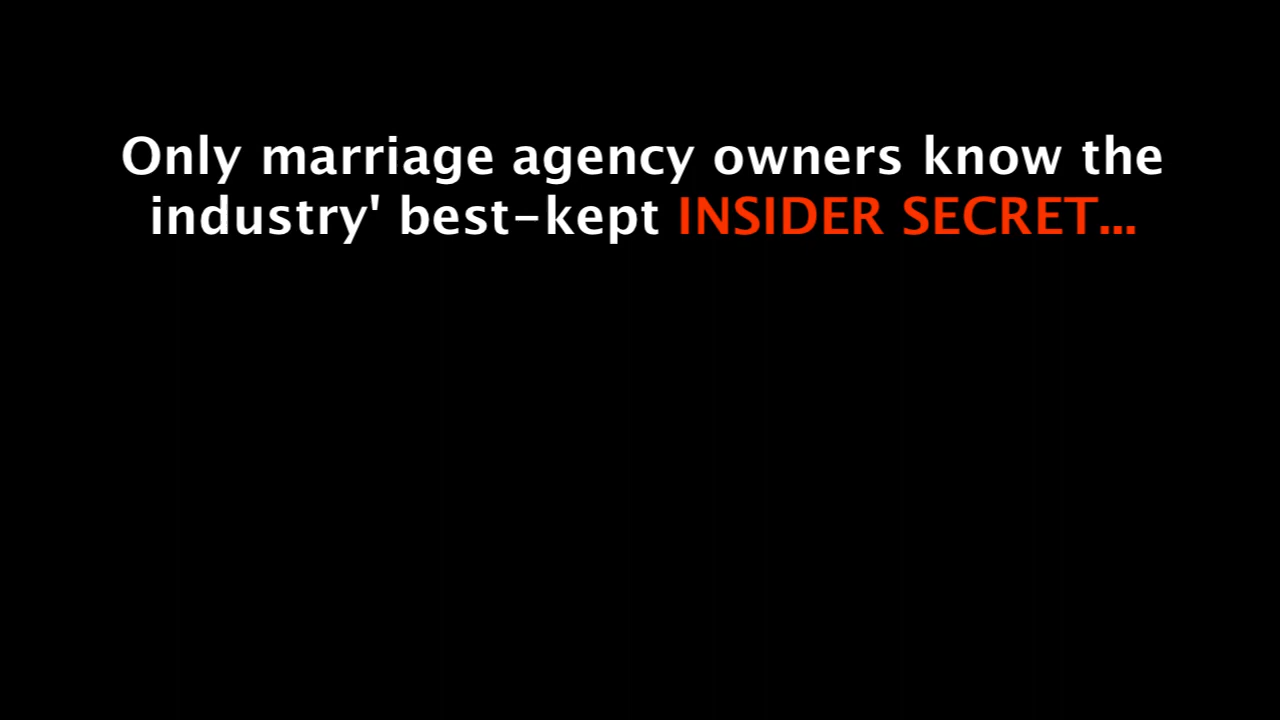 Only marriage agency owners know the
industry' best-kept INSIDER SECRET...